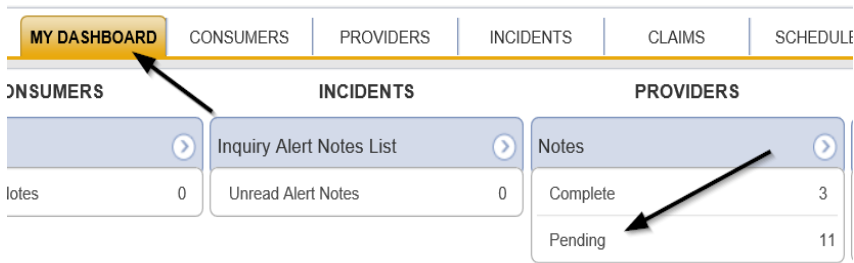 MY DASHBOARD CONSUMERS PROVIDERS INCIDENTS CLAIMS SCHEDULE
ONSUMERS INCIDENTS PROVIDERS
Inquiry Alert Notes List Notes
lotes 0 Unread Alert Notes 0 Complete 3
Pending 11